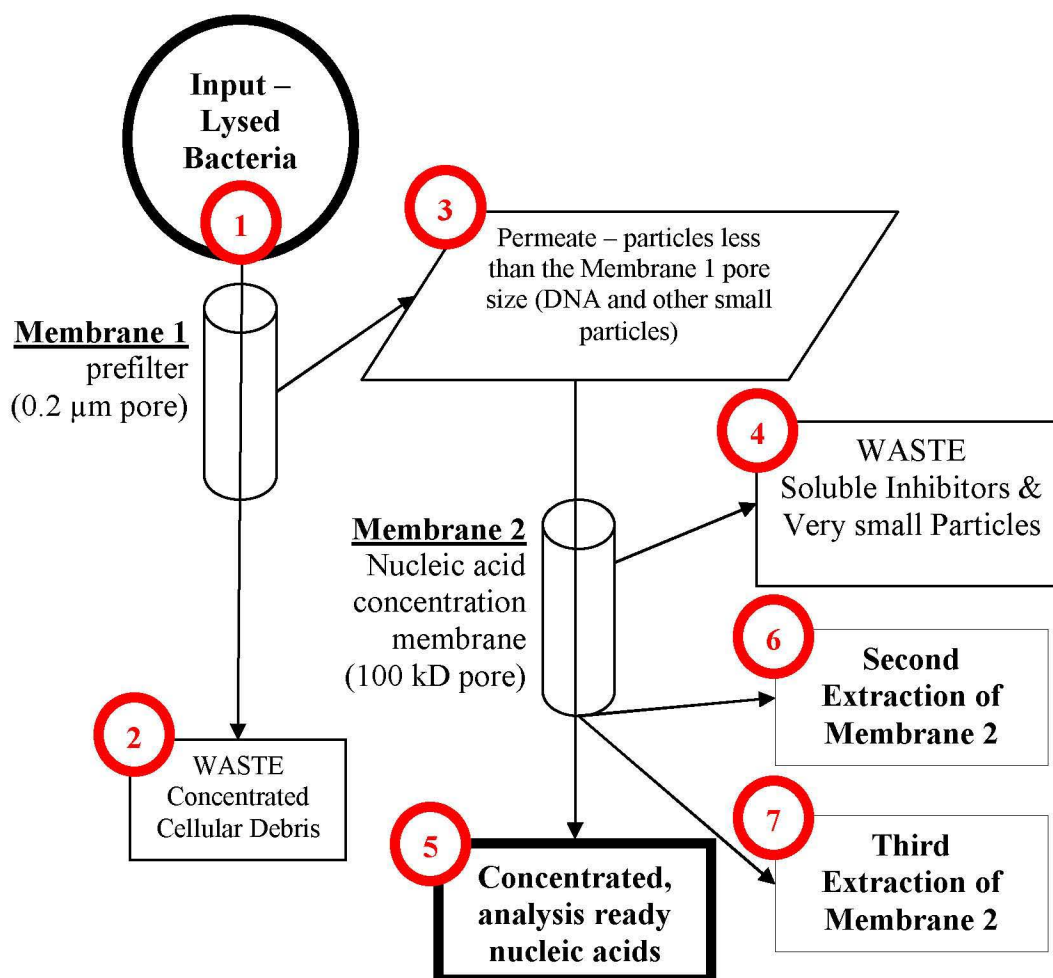 Input –
Lysed
Bacteria
1
Membrane 1
prefilter
(0.2 µm pore)
2
WASTE
Concentrated
Cellular Debris
3
Permeate – particles less
than the Membrane 1 pore
size (DNA and other small
particles)
Membrane 2
Nucleic acid
concentration
membrane
(100 kD pore)
4
WASTE
Soluble Inhibitors &
Very small Particles
5
Concentrated,
analysis ready
nucleic acids
6
Second
Extraction of
Membrane 2
7
Third
Extraction of
Membrane 2